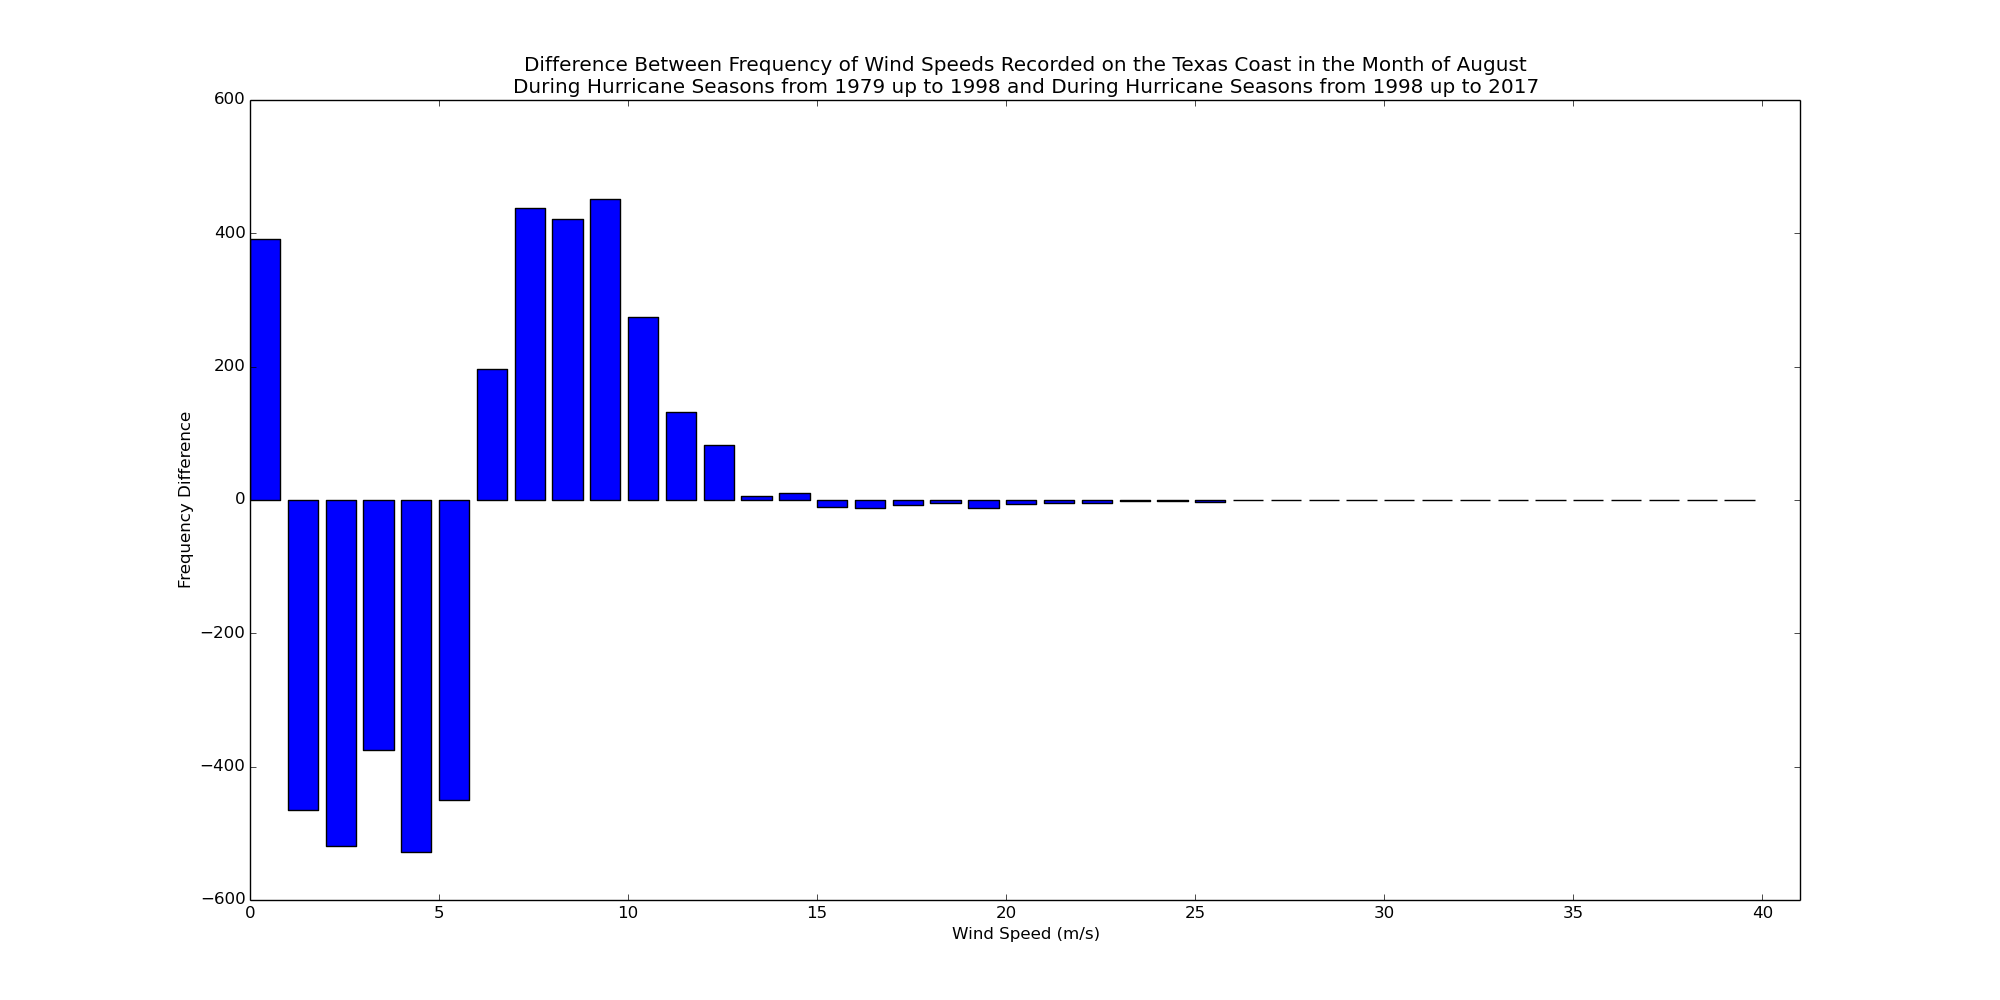 Difference Between Frequency of Wind Speeds Recorded on the Texas Coast in the Month of August
During Hurricane Seasons from 1979 up to 1998 and During Hurricane Seasons from 1998 up to 2017
600
400
200
0
−200
−400
−600
Frequency Difference
0 5 10 15 20 25 30 35 40
Wind Speed (m/s)